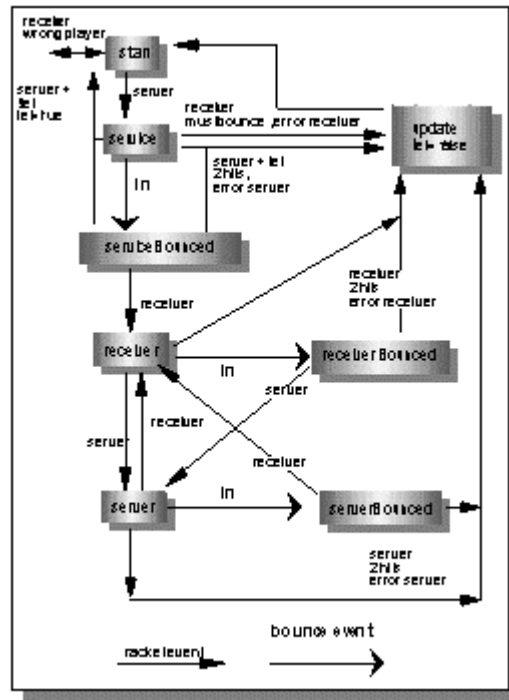 receiver
wrong player
start
server
server +
let
let=true
service
receiver
must bounce, error receiver
update
let= false
server + let
2hits,
error server
in
serviceBounced
receiver
receiver
2hits
error receiver
receiver
in
receiverBounced
server
server
receiver
receiver
server
in
serverBounced
server
2hits
error server
bounce event
racket event